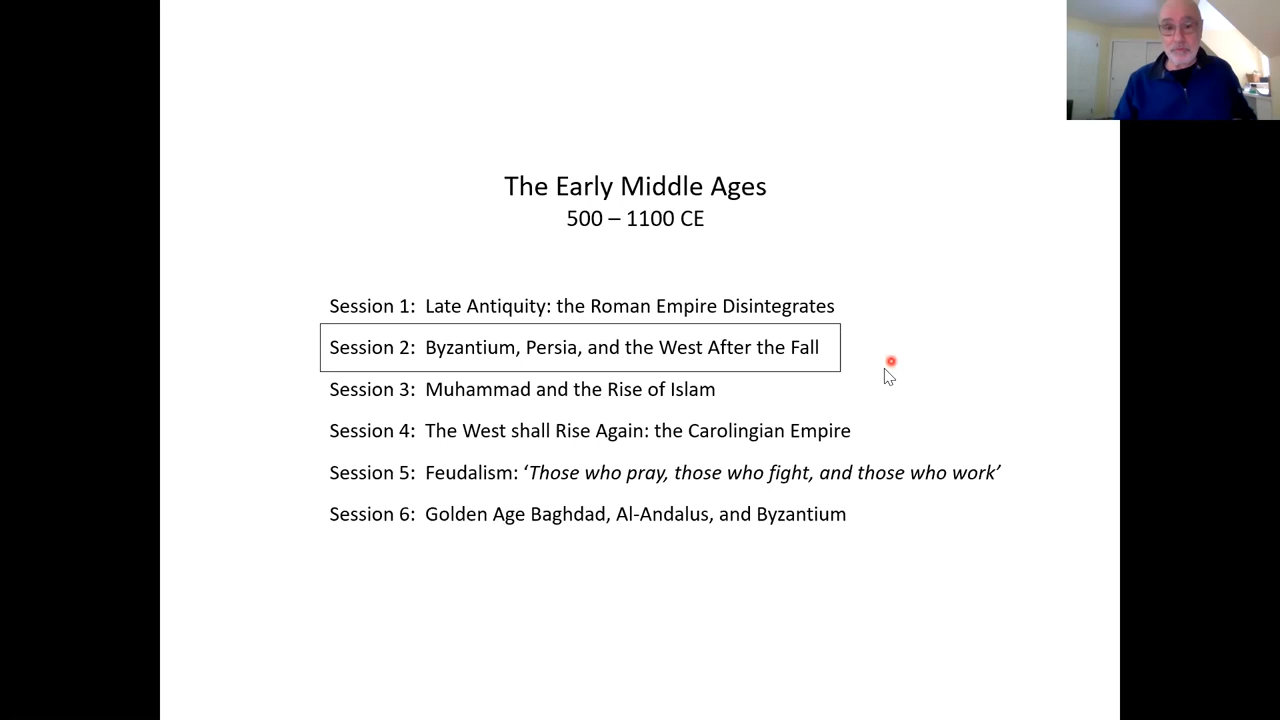 The Early Middle Ages
500 – 1100 CE
Session 1: Late Antiquity: the Roman Empire Disintegrates
Session 2: Byzantium, Persia, and the West After the Fall
Session 3: Muhammad and the Rise of Islam
Session 4: The West shall Rise Again: the Carolingian Empire
Session 5: Feudalism: ‘Those who pray, those who fight, and those who work’
Session 6: Golden Age Baghdad, Al-Andalus, and Byzantium